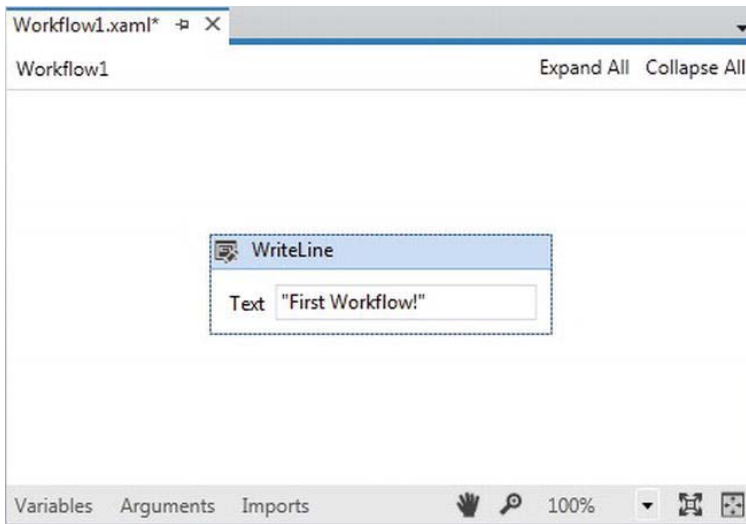 Workflow1.xaml*
Workflow1 Expand All Collapse All
WriteLine
Text "First Workflow!"
Variables Arguments Imports 100%